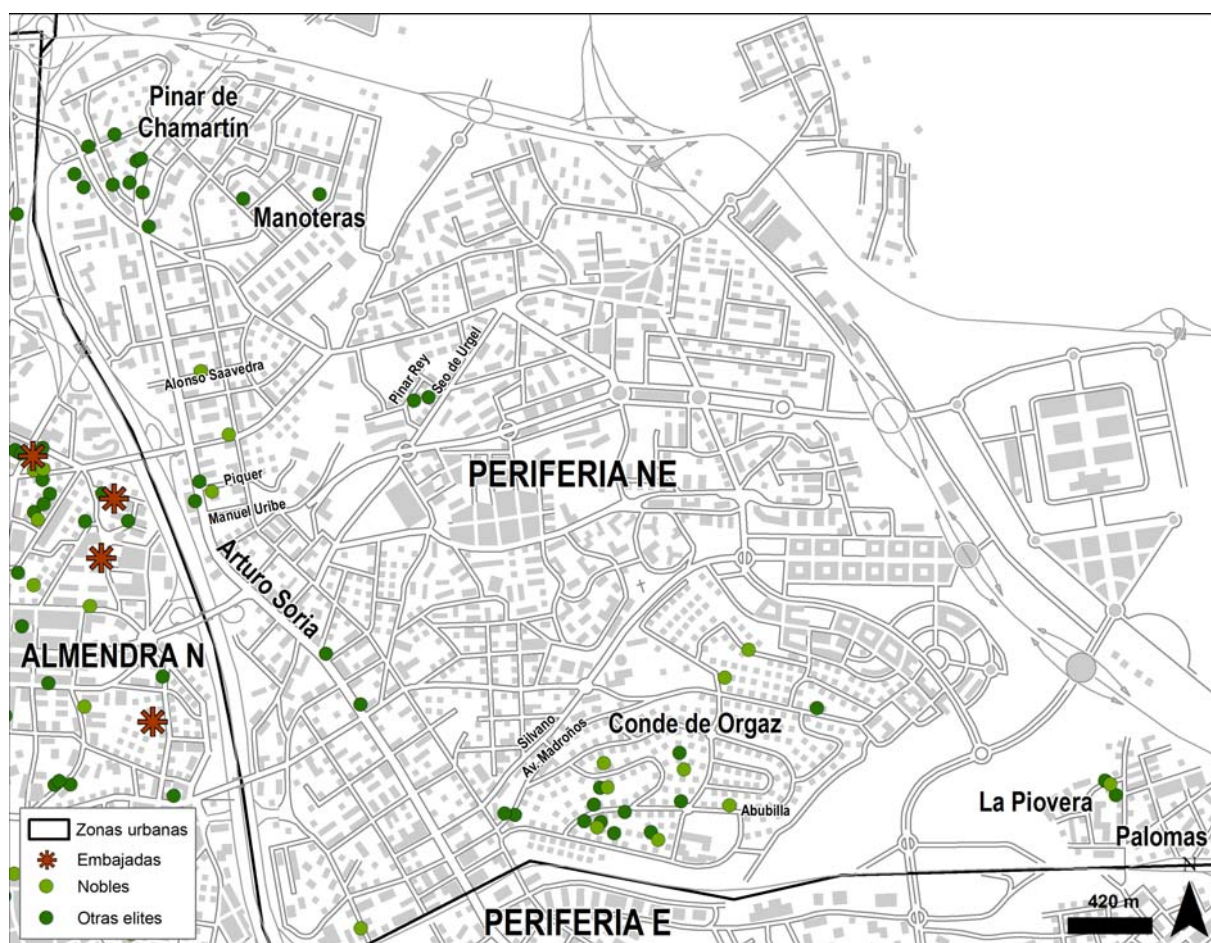 Pinar de
Chamartín
Manoteras
Alonso Saavedra
Pinar Rey
Seo de Urgel
PERIFERIA NE
Piquer
Manuel Uribe
Arturo Soria
ALMENDRA N
Silvano
Av. Madroños
Conde de Orgaz
Abubilla
La Piovera
Palomas
Zonas urbanas
Embajadas
Nobles
Otras elites
PERIFERIA E
420 m
N